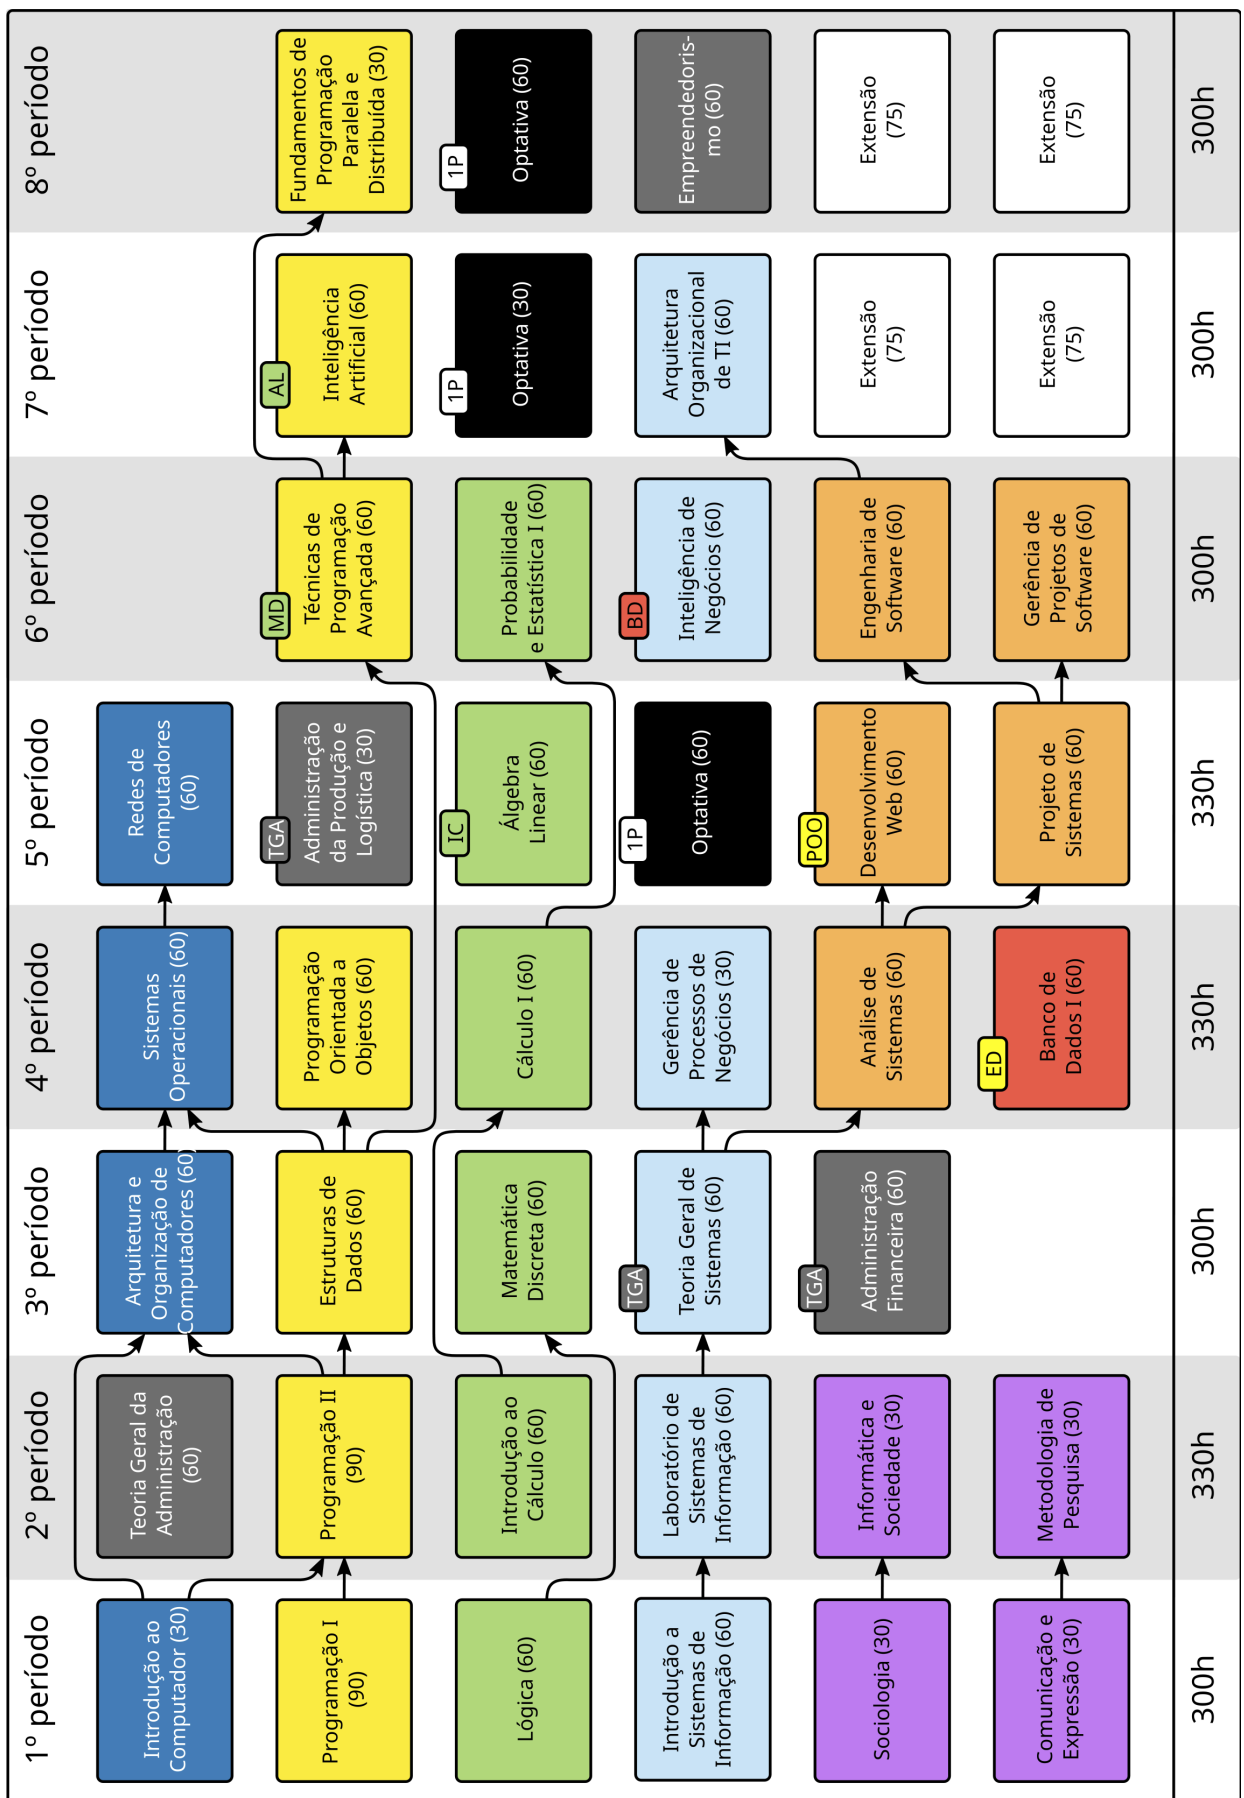 1º período
Introdução ao
Computador (30)
Programação I
(90)
Lógica (60)
Introdução a
Sistemas de
Informação (60)
Sociologia (30)
Comunicação e
Expressão (30)
300h
2º período
Teoria Geral da
Administração
(60)
Programação II
(90)
Introdução ao
Cálculo (60)
Laboratório de
Sistemas de
Informação (60)
Informática e
Sociedade (30)
Metodologia de
Pesquisa (30)
330h
3º período
Arquitetura e
Organização de
Computadores (60)
Estruturas de
Dados (60)
Matemática
Discreta (60)
TGA
Teoria Geral de
Sistemas (60)
TGA
Administração
Financeira (60)
300h
4º período
Sistemas
Operacionais (60)
Programação
Orientada a
Objetos (60)
Cálculo I (60)
Gerência de
Processos de
Negócios (30)
Análise de
Sistemas (60)
ED
Banco de
Dados I (60)
330h
5º período
Redes de
Computadores
(60)
TGA
Administração
da Produção e
Logística (30)
IC
Álgebra
Linear (60)
1P
Optativa (60)
POO
Desenvolvimento
Web (60)
Projeto de
Sistemas (60)
330h
6º período
MD
Técnicas de
Programação
Avançada (60)
Probabilidade
e Estatística I (60)
BD
Inteligência de
Negócios (60)
Engenharia de
Software (60)
Gerência de
Projetos de
Software (60)
300h
7º período
AL
Inteligência
Artificial (60)
1P
Optativa (30)
Arquitetura
Organizacional
de TI (60)
Extensão
(75)
Extensão
(75)
300h
8º período
Fundamentos de
Programação
Paralela e
Distribuída (30)
1P
Optativa (60)
Empreendedoris-
mo (60)
Extensão
(75)
Extensão
(75)
300h